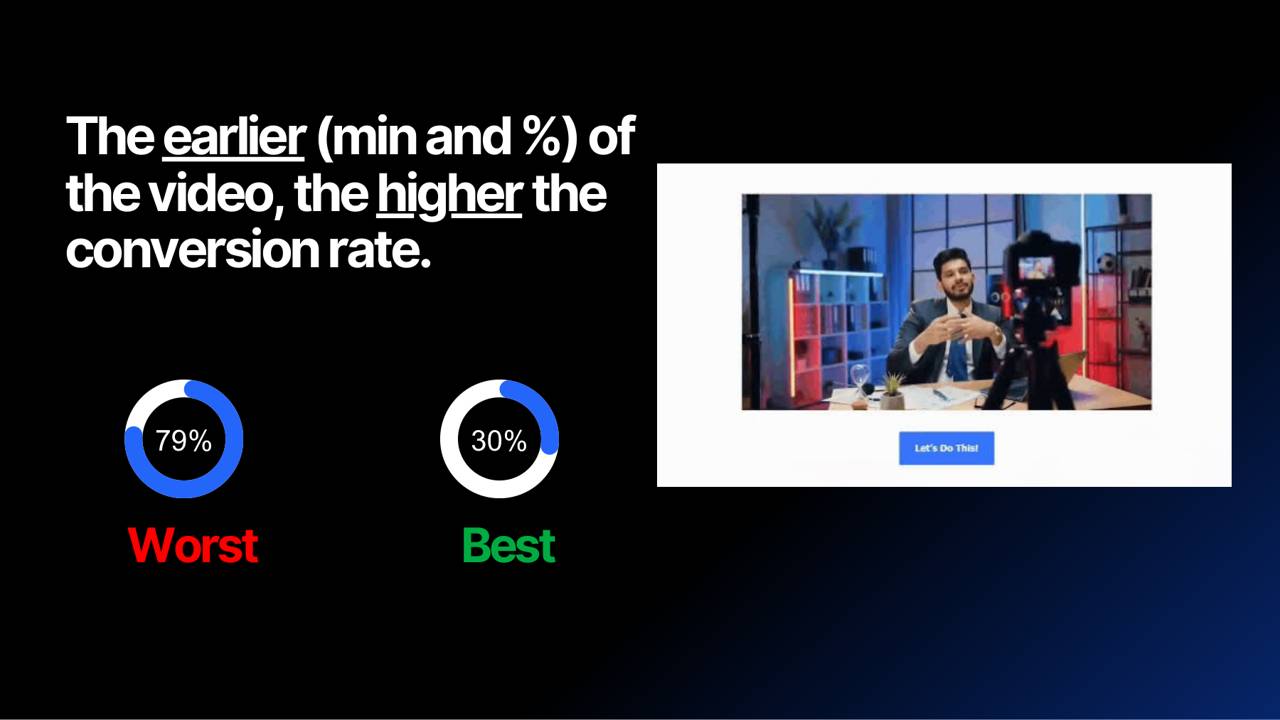 The earlier (min and %) of
the video, the higher the
conversion rate.
79%
30%
Worst
Best
Let's Do This!